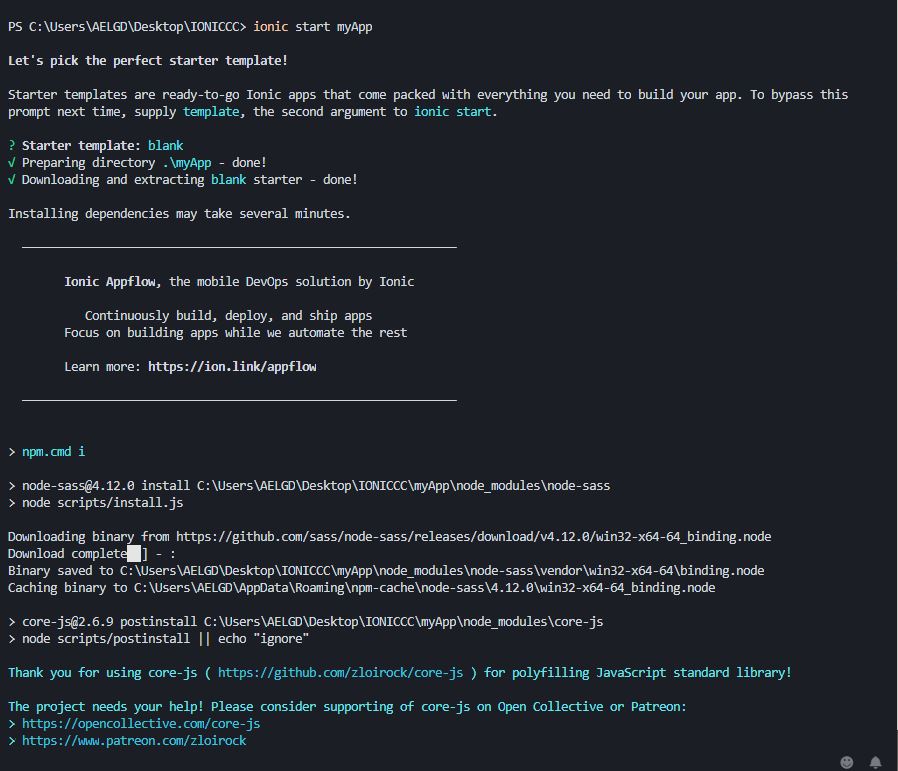 PS C:\Users\AELGD\Desktop\IONICCC> ionic start myApp
Let's pick the perfect starter template!
Starter templates are ready-to-go Ionic apps that come packed with everything you need to build your app. To bypass this
prompt next time, supply template, the second argument to ionic start.
? Starter template: blank
√ Preparing directory .\myApp - done!
√ Downloading and extracting blank starter - done!
Installing dependencies may take several minutes.
Ionic Appflow, the mobile DevOps solution by Ionic
Continuously build, deploy, and ship apps
Focus on building apps while we automate the rest
Learn more: https://ion.link/appflow
> npm.cmd i
> node-sass@4.12.0 install C:\Users\AELGD\Desktop\IONICCC\myApp\node_modules\node-sass
> node scripts/install.js
Downloading binary from https://github.com/sass/node-sass/releases/download/v4.12.0/win32-x64-64_binding.node
Download complete ] - :
Binary saved to C:\Users\AELGD\Desktop\IONICCC\myApp\node_modules\node-sass\vendor\win32-x64-64\binding.node
Caching binary to C:\Users\AELGD\AppData\Roaming\npm-cache\node-sass\4.12.0\win32-x64-64_binding.node
> core-js@2.6.9 postinstall C:\Users\AELGD\Desktop\IONICCC\myApp\node_modules\core-js
> node scripts/postinstall || echo "ignore"
Thank you for using core-js ( https://github.com/zloirock/core-js ) for polyfilling JavaScript standard library!
The project needs your help! Please consider supporting of core-js on Open Collective or Patreon:
> https://opencollective.com/core-js
> https://www.patreon.com/zloirock